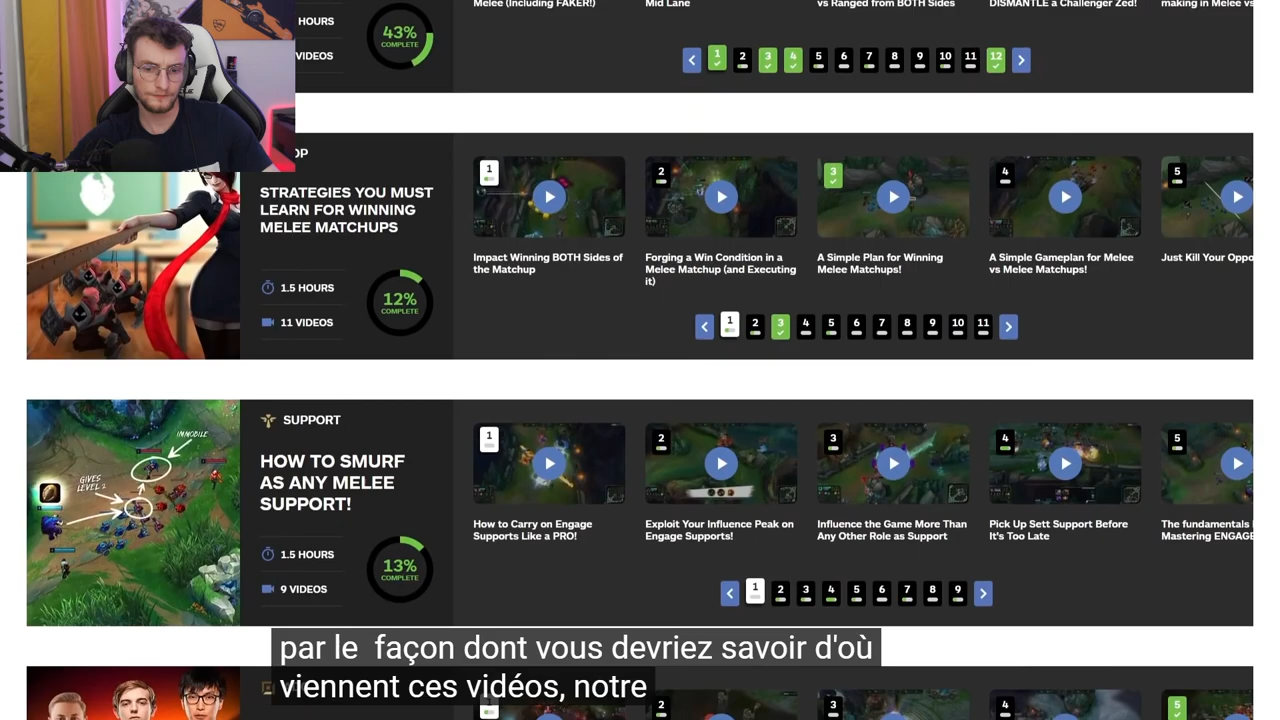 Melee (Including FAKER!)
Mid Lane
vs Ranged from BOTH Sides
DISMANTLE a Challenger Zed!
making in Melee vs
HOURS
VIDEOS
43%
COMPLETE
1 2 3 4 5 6 7 8 9 10 11 12
OP
STRATEGIES YOU MUST
LEARN FOR WINNING
MELEE MATCHUPS
1.5 HOURS
11 VIDEOS
12%
COMPLETE
1
2
3
4
5
Impact Winning BOTH Sides of
the Matchup
Forging a Win Condition in a
Melee Matchup (and Executing
it)
A Simple Plan for Winning
Melee Matchups!
A Simple Gameplan for Melee
vs Melee Matchups!
Just Kill Your Oppo
1 2 3 4 5 6 7 8 9 10 11
IMMOBILE
GIVES
LEVEL 2
SUPPORT
HOW TO SMURF
AS ANY MELEE
SUPPORT!
1.5 HOURS
9 VIDEOS
13%
COMPLETE
1
2
3
4
5
How to Carry on Engage
Supports Like a PRO!
Exploit Your Influence Peak on
Engage Supports!
Influence the Game More Than
Any Other Role as Support
Pick Up Sett Support Before
It's Too Late
The fundamentals
Mastering ENGAGE
1 2 3 4 5 6 7 8 9
par le façon dont vous devriez savoir d'où
viennent ces vidéos, notre
1
2
3
4
5